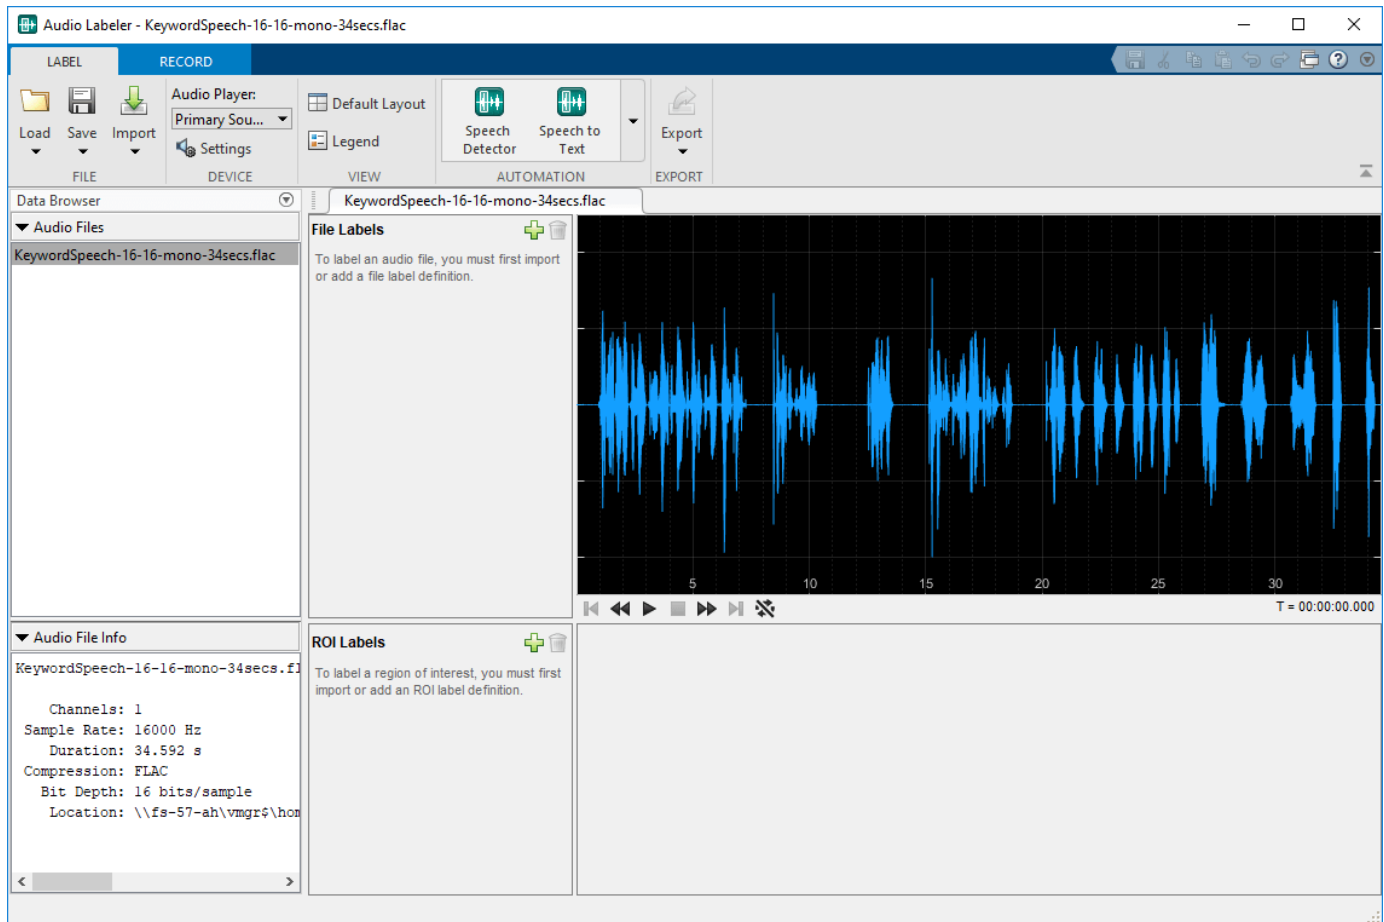 Audio Labeler - KeywordSpeech-16-16-mono-34secs.flac
LABEL
RECORD
Load
Save
Import
FILE
Audio Player:
Primary Sou...
Settings
DEVICE
Default Layout
Legend
VIEW
Speech
Detector
Speech to
Text
AUTOMATION
Export
EXPORT
Data Browser
Audio Files
KeywordSpeech-16-16-mono-34secs.flac
KeywordSpeech-16-16-mono-34secs.flac
File Labels
To label an audio file, you must first import
or add a file label definition.
5 10 15 20 25 30
T = 00:00:00.000
Audio File Info
KeywordSpeech-16-16-mono-34secs.fl
Channels: 1
Sample Rate: 16000 Hz
Duration: 34.592 s
Compression: FLAC
Bit Depth: 16 bits/sample
Location: \\fs-57-ah\vmgr$\hom
ROI Labels
To label a region of interest, you must first
import or add an ROI label definition.